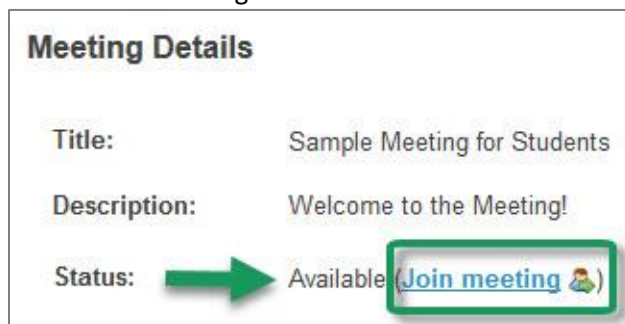 Meeting Details
Title: Sample Meeting for Students
Description: Welcome to the Meeting!
Status: Available (Join meeting )